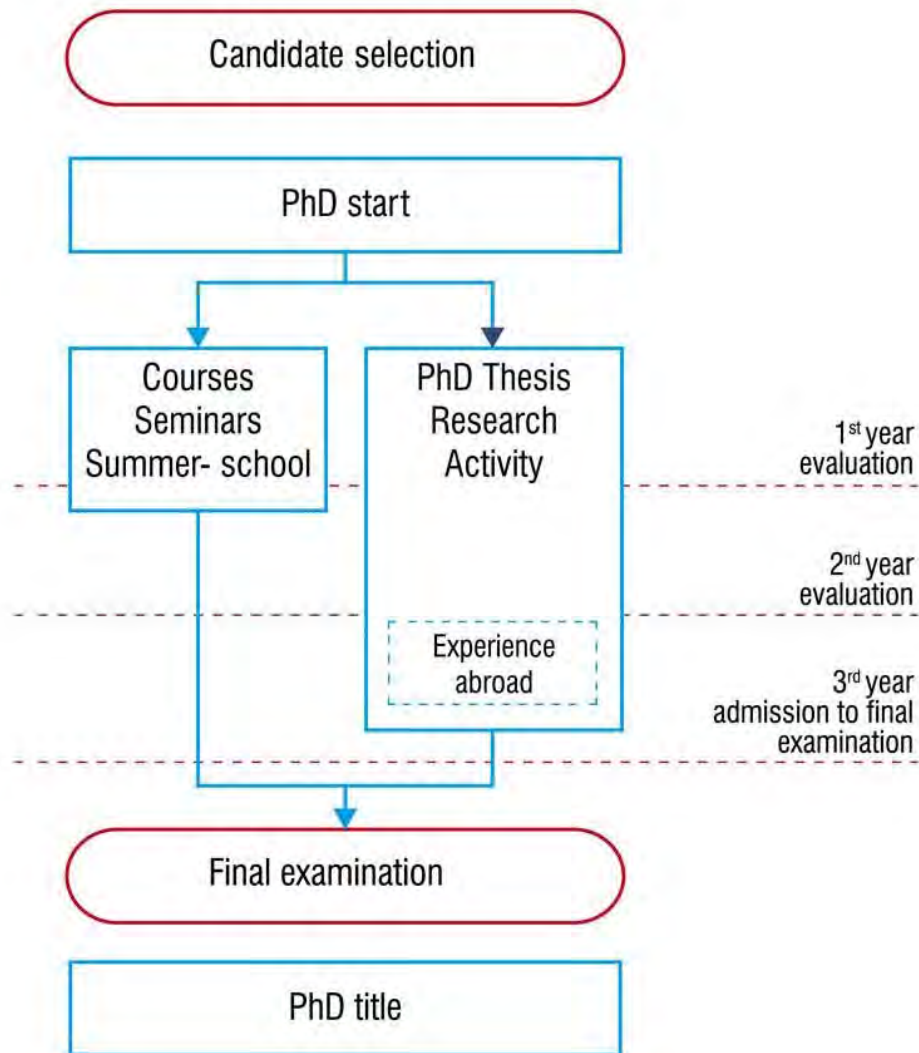 Candidate selection
PhD start
Courses
Seminars
Summer- school
PhD Thesis
Research
Activity
1st year
evaluation
2nd year
evaluation
Experience
abroad
3rd year
admission to final
examination
Final examination
PhD title